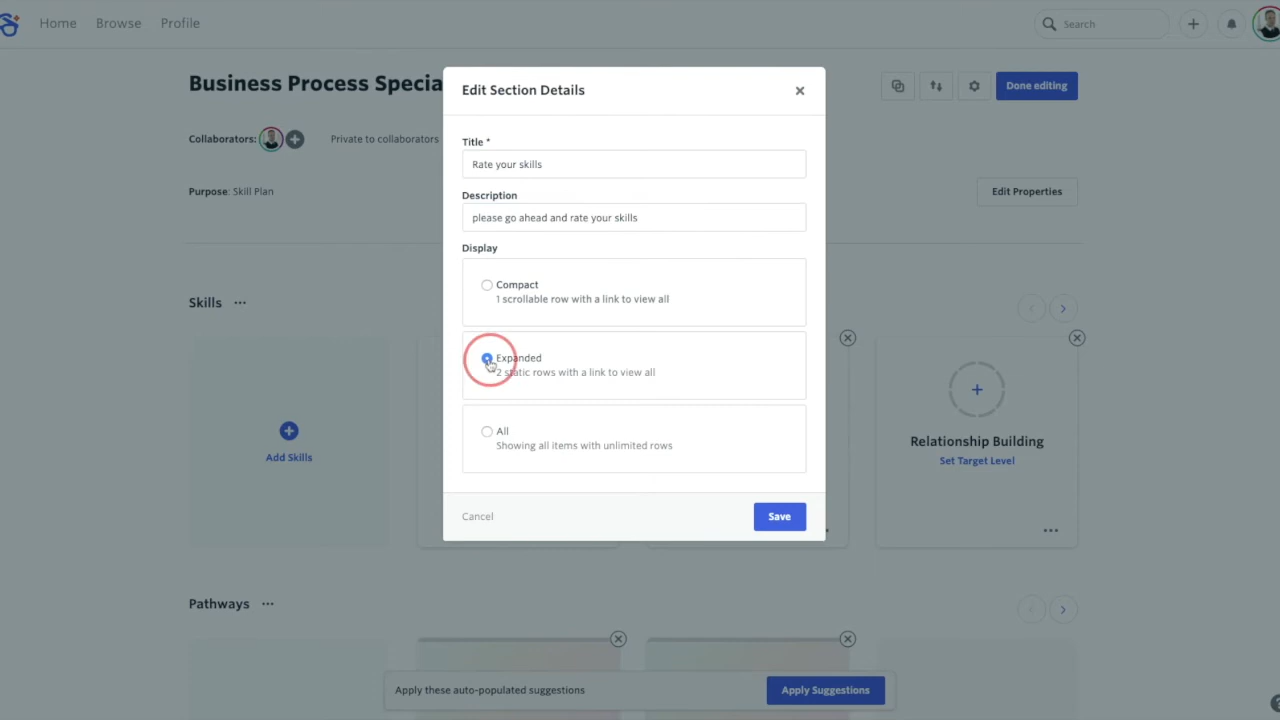 Home Browse Profile
Search
Business Process Specia
Done editing
Collaborators: Private to collaborators
Purpose: Skill Plan
Edit Properties
Edit Section Details
Title *
Rate your skills
Description
please go ahead and rate your skills
Display
Compact
1 scrollable row with a link to view all
Expanded
2 static rows with a link to view all
All
Showing all items with unlimited rows
Cancel
Save
Skills
Add Skills
Relationship Building
Set Target Level
Pathways
Apply these auto-populated suggestions
Apply Suggestions